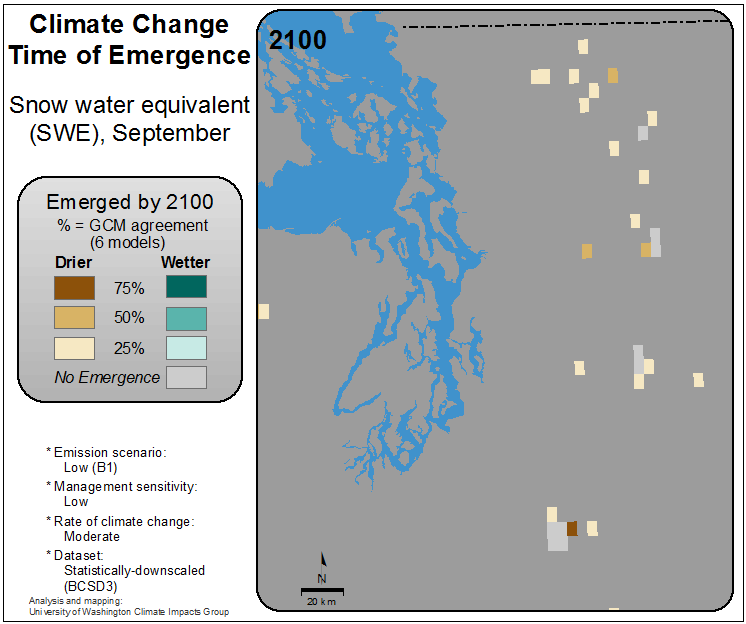 Climate Change
Time of Emergence
Snow water equivalent
(SWE), September
Emerged by 2100
% = GCM agreement
(6 models)
Drier Wetter
75%
50%
25%
No Emergence
* Emission scenario:
Low (B1)
* Management sensitivity:
Low
* Rate of climate change:
Moderate
* Dataset:
Statistically-downscaled
(BCSD3)
Analysis and mapping:
University of Washington Climate Impacts Group
2100
N
20 km